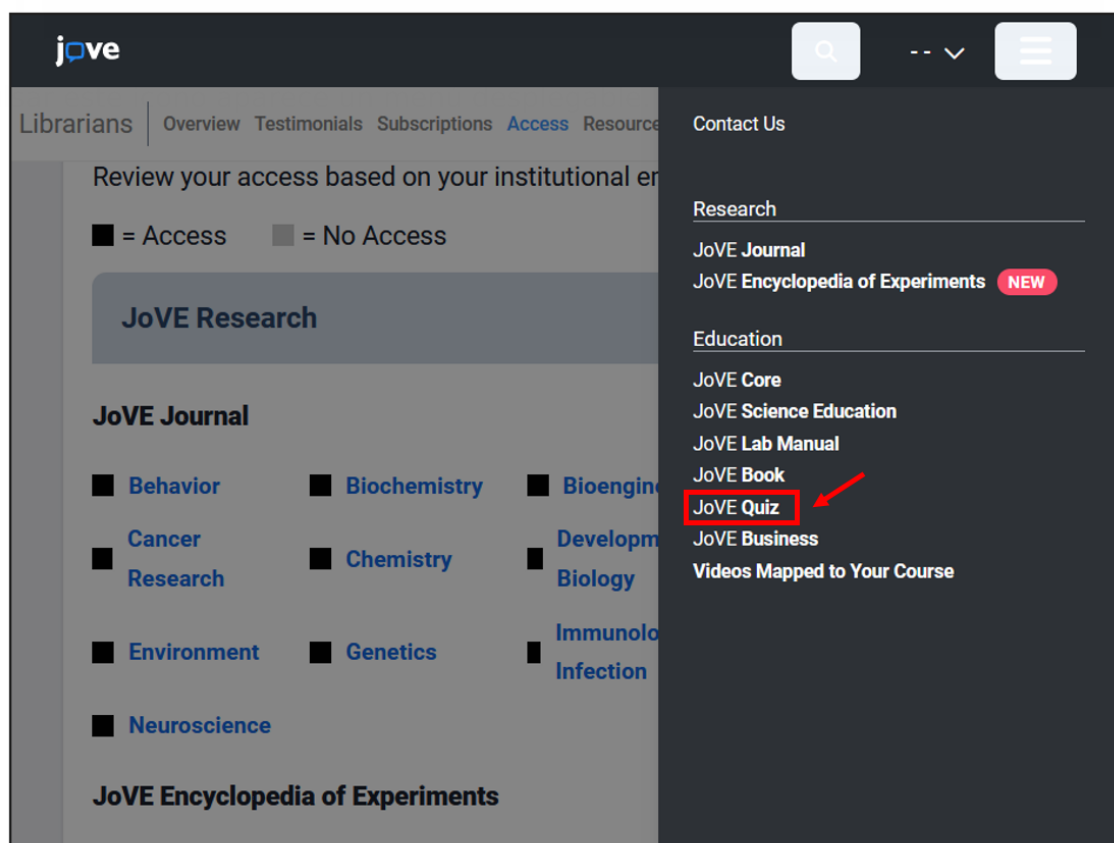 jove
--
Librarians Overview Testimonials Subscriptions Access Resource
Review your access based on your institutional er
= Access = No Access
JoVE Research
JoVE Journal
Behavior Biochemistry Bioengine
Cancer Research Chemistry Developm Biology
Environment Genetics Immunolo Infection
Neuroscience
JoVE Encyclopedia of Experiments
Contact Us
Research
JoVE Journal
JoVE Encyclopedia of Experiments NEW
Education
JoVE Core
JoVE Science Education
JoVE Lab Manual
JoVE Book
JoVE Quiz
JoVE Business
Videos Mapped to Your Course